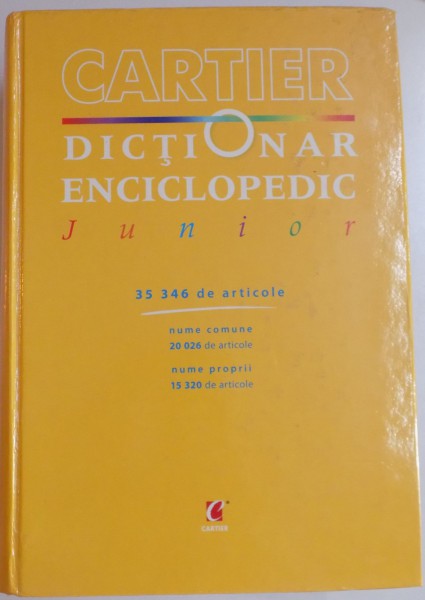 CARTIER
DICŢIONAR
ENCICLOPEDIC
Junior
35 346 de articole
nume comune
20 026 de articole
nume proprii
15 320 de articole
CARTIER